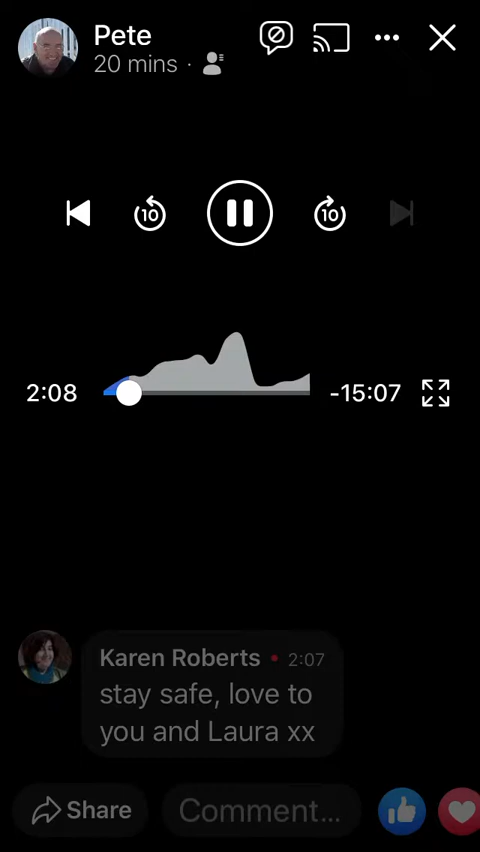 Pete
20 mins ·
10
10
2:08
-15:07
Karen Roberts • 2:07
stay safe, love to
you and Laura xx
Share
Comment...